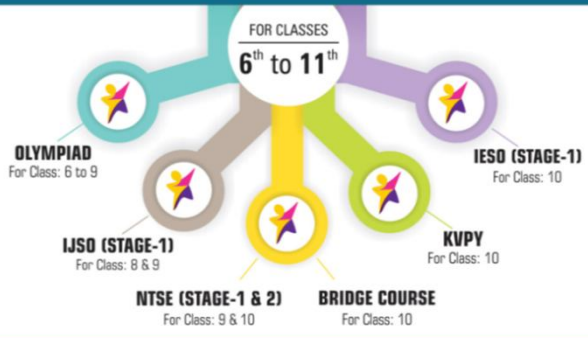 FOR CLASSES
6th to 11th
OLYMPIAD
For Class: 6 to 9
IESO (STAGE-1)
For Class: 10
IJSO (STAGE-1)
For Class: 8 & 9
KVPY
For Class: 10
NTSE (STAGE-1 & 2)
For Class: 9 & 10
BRIDGE COURSE
For Class: 10